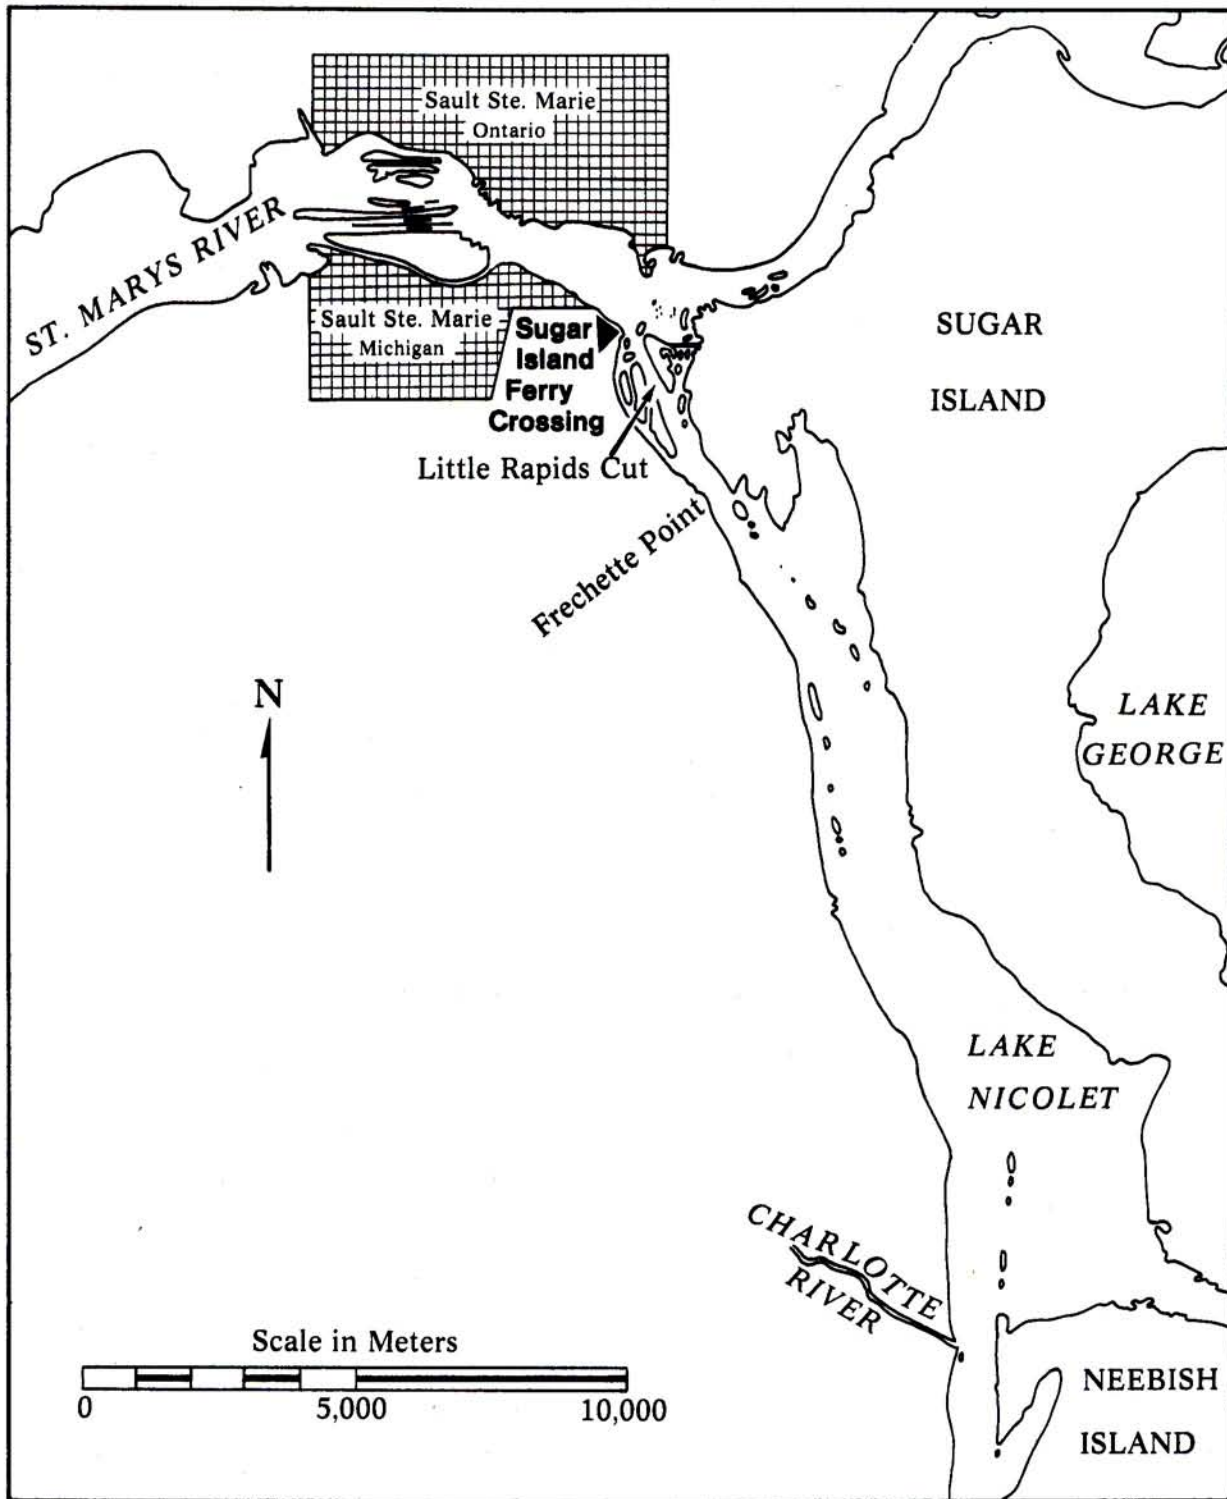 Sault Ste. Marie
Ontario
ST. MARYS RIVER
Sault Ste. Marie
Michigan
Sugar
Island
Ferry
Crossing
SUGAR
ISLAND
Little Rapids Cut
Frechette Point
N
LAKE
GEORGE
LAKE
NICOLET
CHARLOTTE
RIVER
Scale in Meters
0 5,000 10,000
NEEBISH
ISLAND